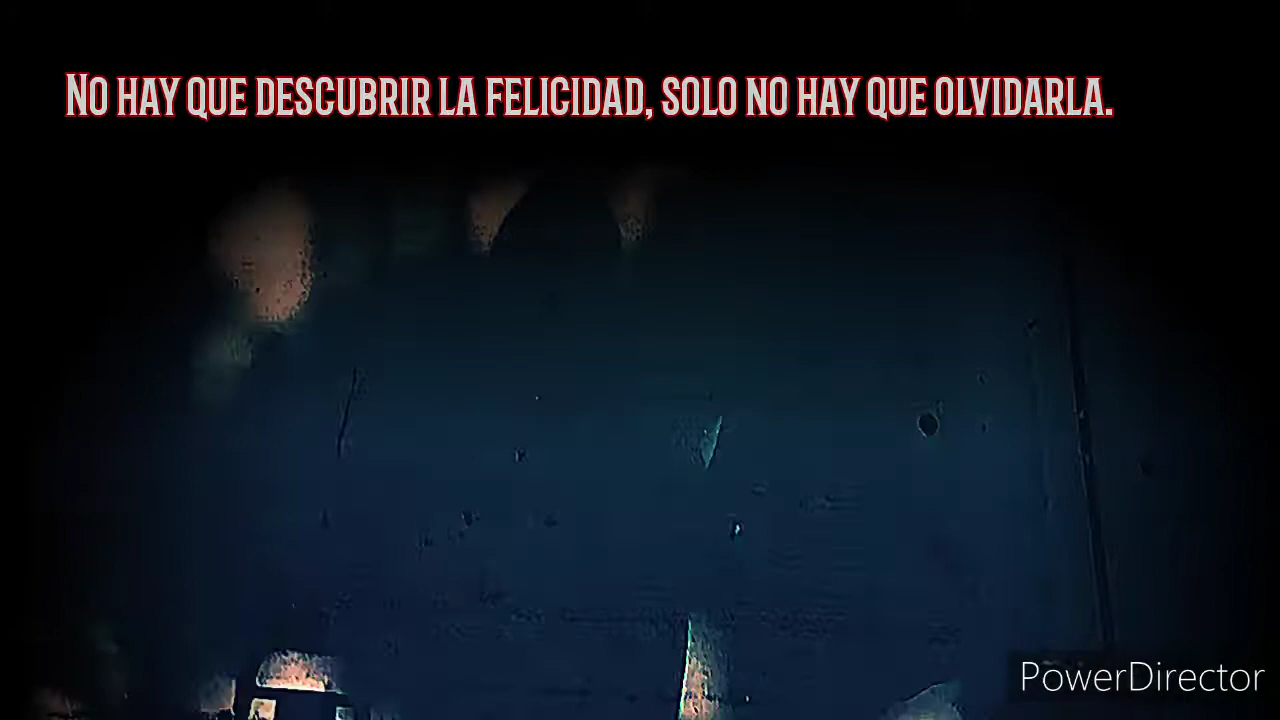 No hay que descubrir la felicidad, solo no hay que olvidarla.
PowerDirector